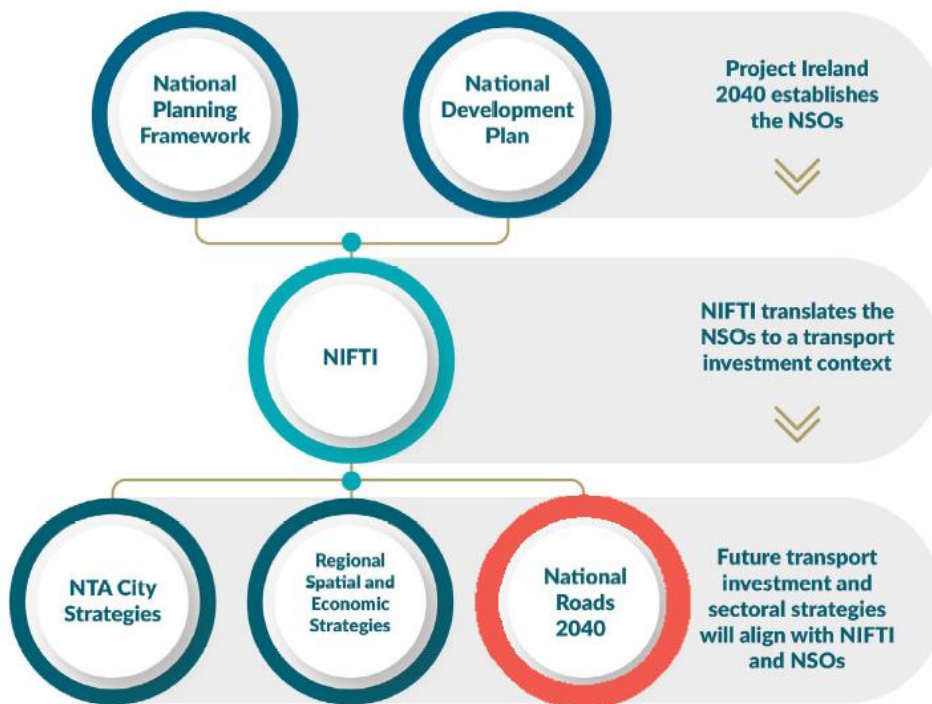 National
Planning
Framework
National
Development
Plan
Project Ireland
2040 establishes
the NSOs
NIFTI
NIFTI translates the
NSOs to a transport
investment context
NTA City
Strategies
Regional
Spatial and
Economic
Strategies
National
Roads
2040
Future transport
investment and
sectoral strategies
will align with NIFTI
and NSOs